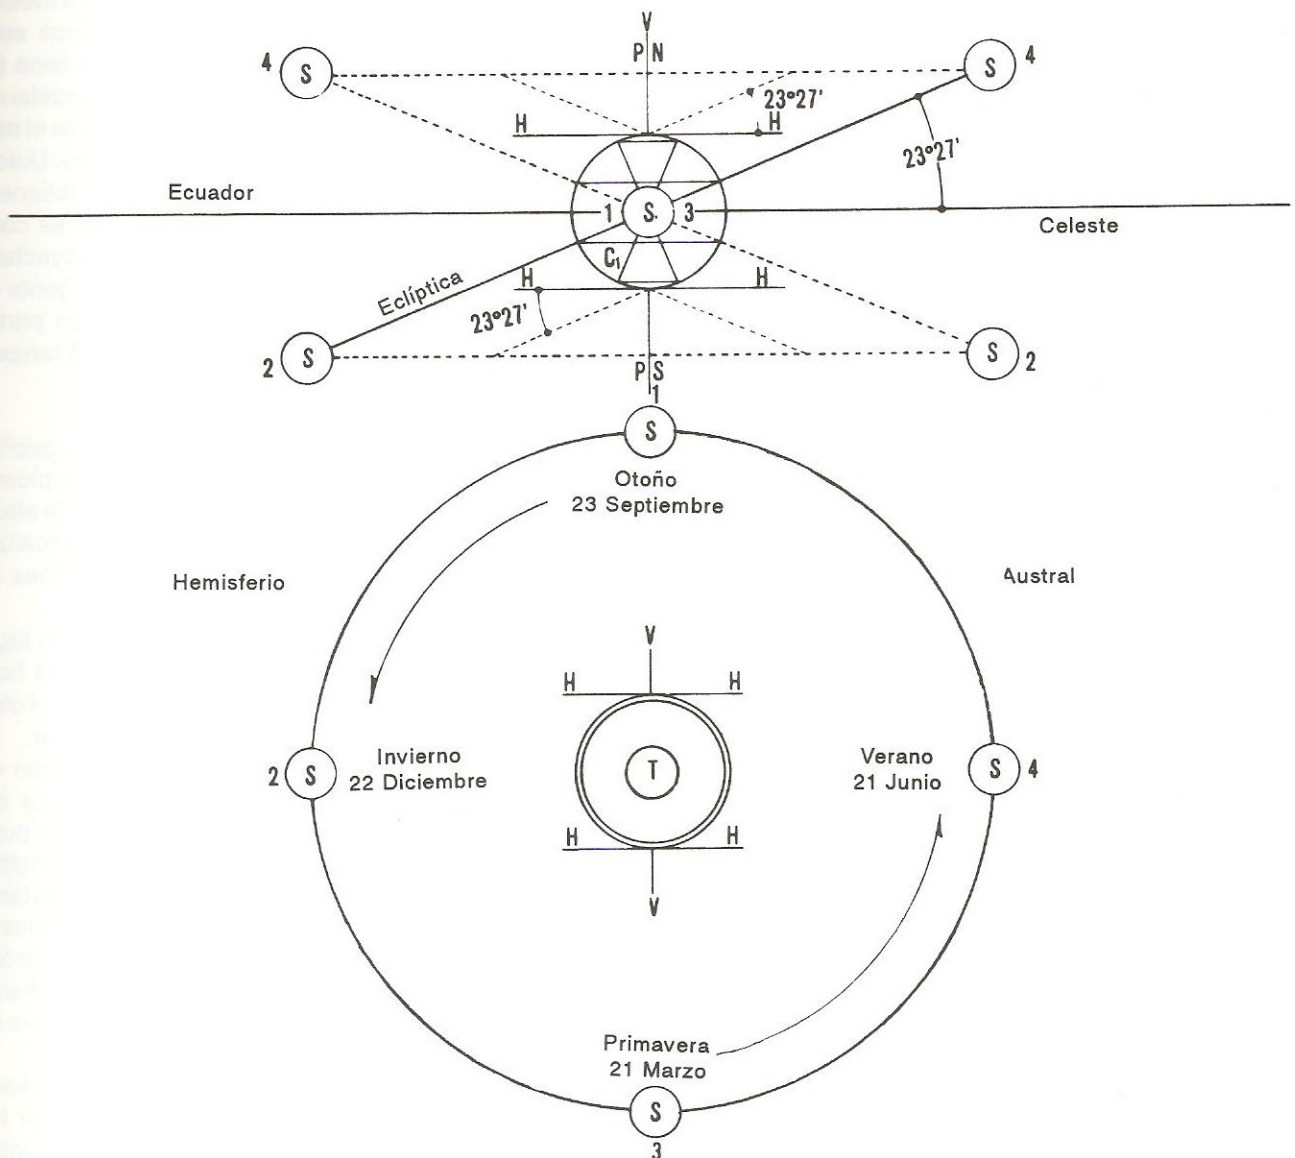 V
P N
4 S
S 4
23°27'
H H
23°27'
Ecuador
1 S. 3
Celeste
C1
H H
Eclíptica
23°27'
2 S
S 2
P S
1
S
Otoño
23 Septiembre
Hemisferio
Austral
V
H H
2 S
Invierno
22 Diciembre
T
Verano
21 Junio
S 4
H H
V
Primavera
21 Marzo
S
3